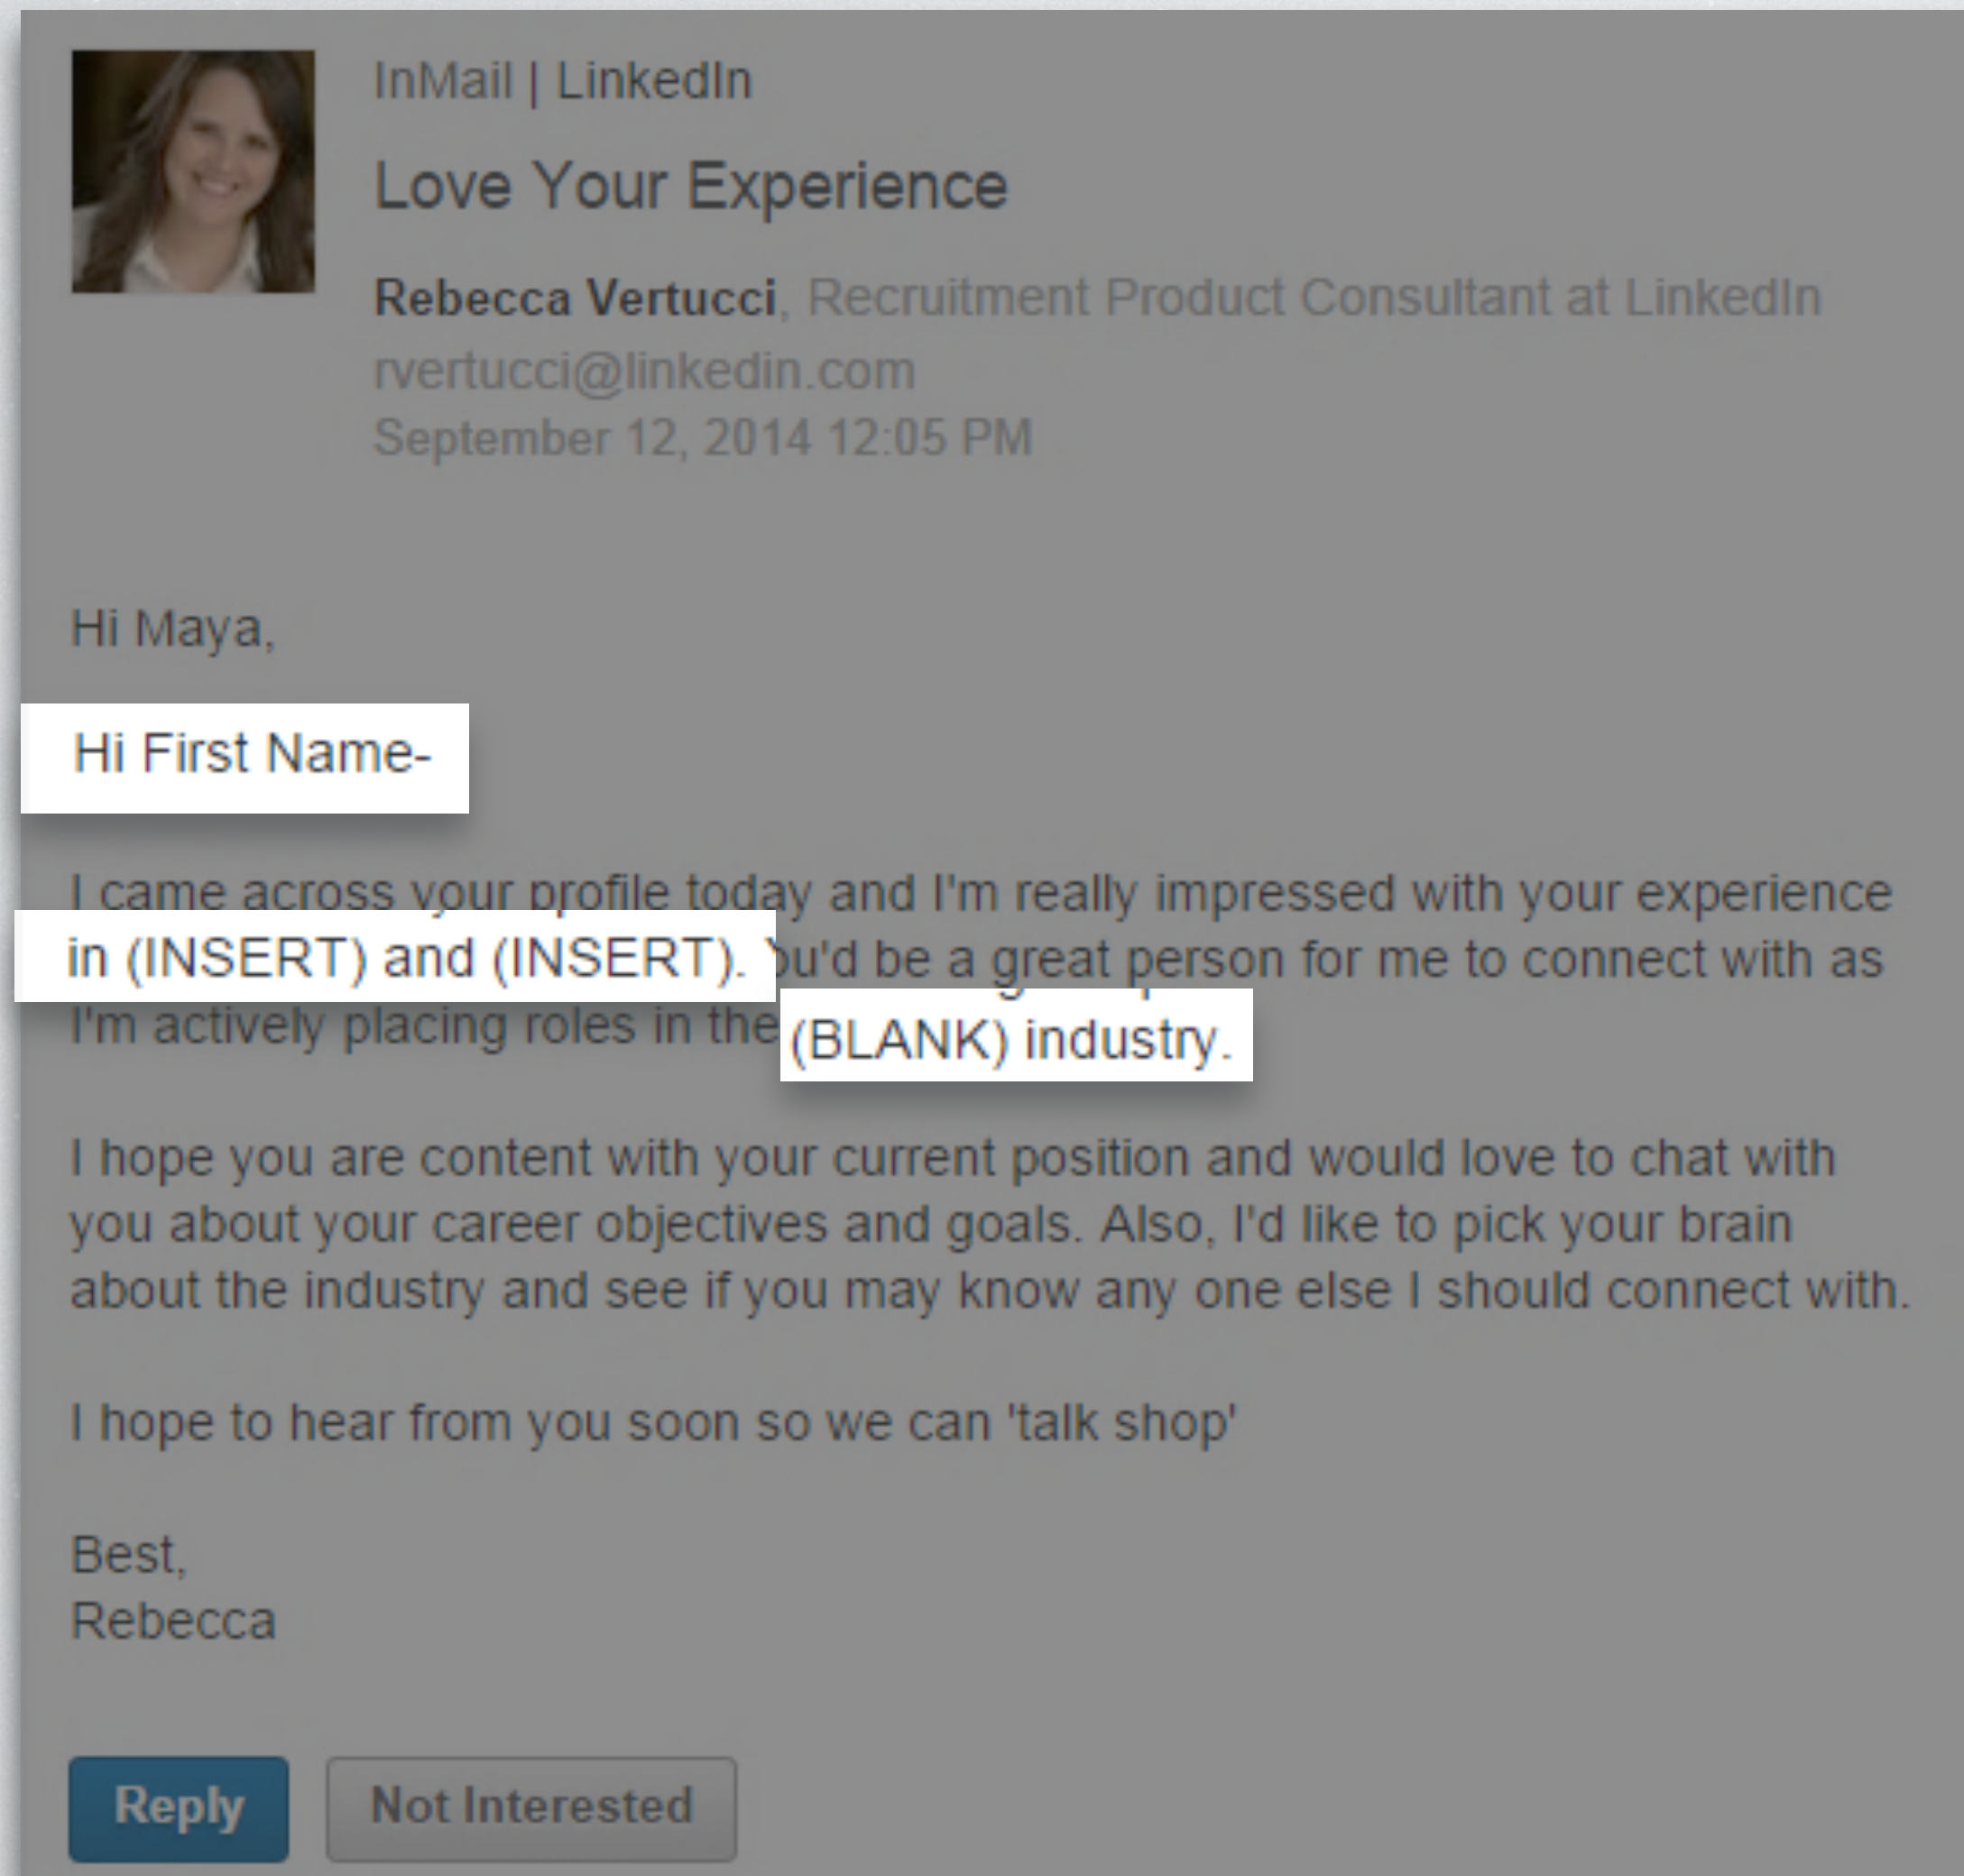 InMail | LinkedIn
Love Your Experience
Rebecca Vertucci, Recruitment Product Consultant at LinkedIn
rvertucci@linkedin.com
September 12, 2014 12:05 PM
Hi Maya,
Hi First Name-
I came across your profile today and I'm really impressed with your experience
in (INSERT) and (INSERT). You'd be a great person for me to connect with as
I'm actively placing roles in the (BLANK) industry.
I hope you are content with your current position and would love to chat with
you about your career objectives and goals. Also, I'd like to pick your brain
about the industry and see if you may know any one else I should connect with.
I hope to hear from you soon so we can 'talk shop'
Best,
Rebecca
Reply Not Interested